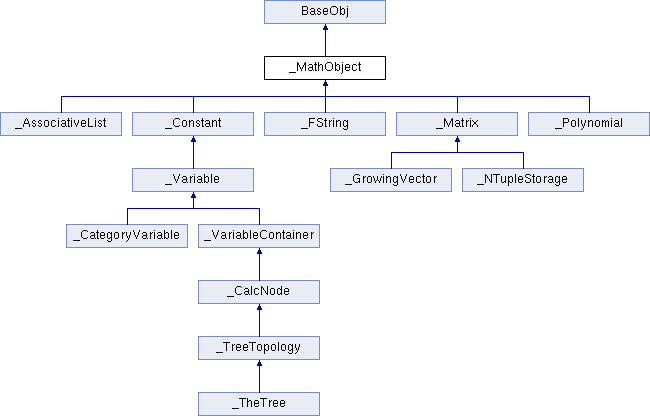 BaseObj
_MathObject
_AssociativeList
_Constant
_FString
_Matrix
_Polynomial
_Variable
_GrowingVector
_NTupleStorage
_CategoryVariable
_VariableContainer
_CalcNode
_TreeTopology
_TheTree